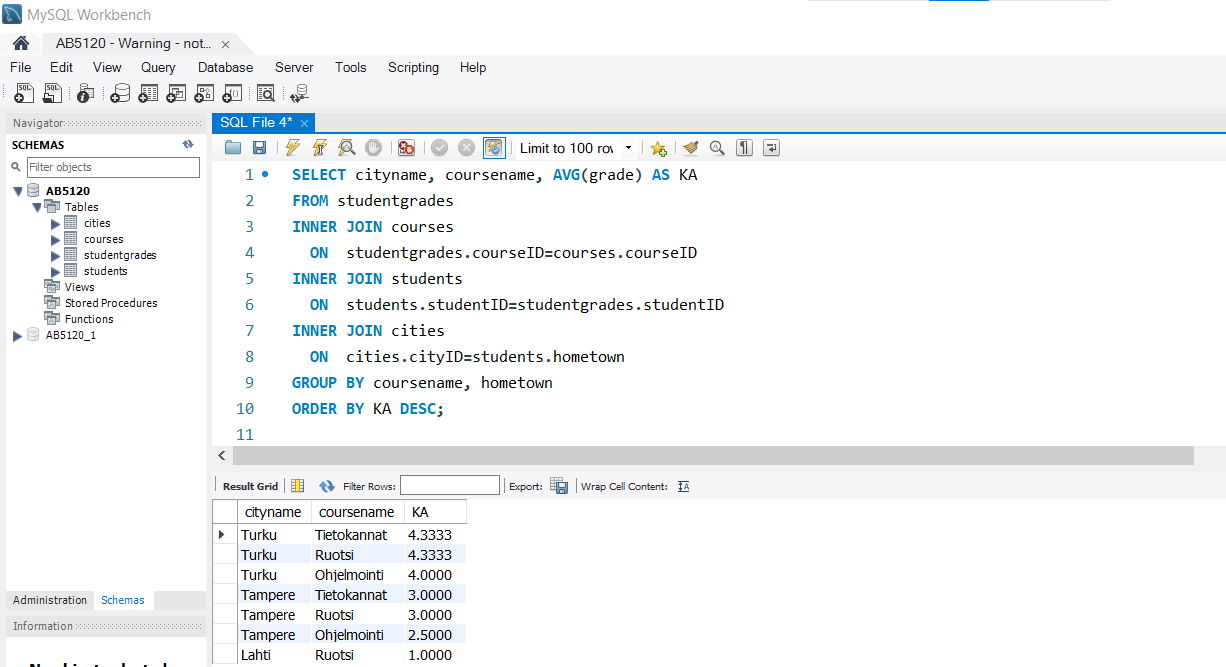 MySQL Workbench
AB5120 - Warning - not...
File Edit View Query Database Server Tools Scripting Help
Navigator
SCHEMAS
Filter objects
AB5120
Tables
cities
courses
studentgrades
students
Views
Stored Procedures
Functions
AB5120_1
Administration Schemas
Information
SQL File 4*
Limit to 100
1 SELECT cityname, coursename, AVG(grade) AS KA
2 FROM studentgrades
3 INNER JOIN courses
4 ON studentgrades.courseID=courses.courseID
5 INNER JOIN students
6 ON students.studentID=studentgrades.studentID
7 INNER JOIN cities
8 ON cities.cityID=students.hometown
9 GROUP BY coursename, hometown
10 ORDER BY KA DESC;
11
Result Grid Filter Rows: Export: Wrap Cell Content:
cityname coursename KA
Turku Tietokannat 4.3333
Turku Ruotsi 4.3333
Turku Ohjelmointi 4.0000
Tampere Tietokannat 3.0000
Tampere Ruotsi 3.0000
Tampere Ohjelmointi 2.5000
Lahti Ruotsi 1.0000